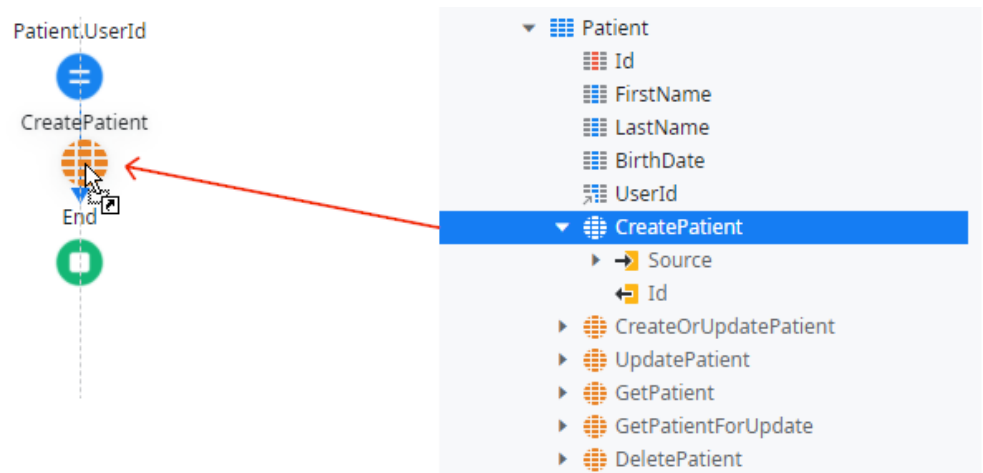 Patient.UserId
CreatePatient
End
Patient
Id
FirstName
LastName
BirthDate
UserId
CreatePatient
Source
Id
CreateOrUpdatePatient
UpdatePatient
GetPatient
GetPatientForUpdate
DeletePatient